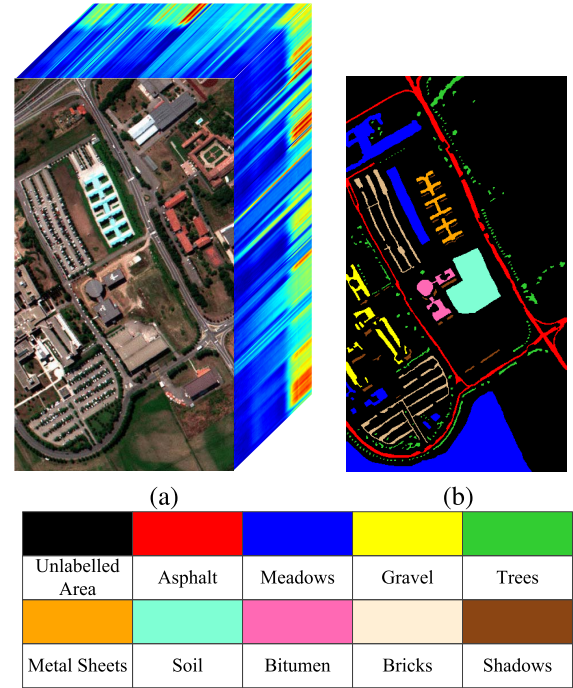 (a)
(b)
Unlabelled
Area
Asphalt
Meadows
Gravel
Trees
Metal Sheets
Soil
Bitumen
Bricks
Shadows